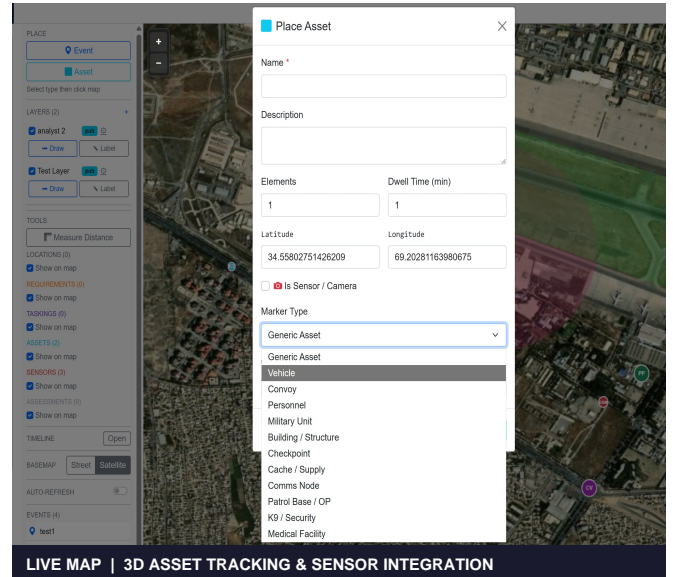 PLACE
Event
Asset
Select type then click map
LAYERS (2) +
analyst 2
Draw Label
Test Layer
Draw Label
TOOLS
Measure Distance
LOCATIONS (0)
Show on map
REQUIREMENTS (0)
Show on map
TASKINGS (0)
Show on map
ASSETS (2)
Show on map
SENSORS (3)
Show on map
ASSESSMENTS (0)
Show on map
TIMELINE Open
BASEMAP Street Satellite
AUTO-REFRESH
EVENTS (4)
test1
+
−
Place Asset
Name *
Description
Elements Dwell Time (min)
1 1
Latitude Longitude
34.55802751426209 69.20281163980675
Is Sensor / Camera
Marker Type
Generic Asset
Generic Asset
Vehicle
Convoy
Personnel
Military Unit
Building / Structure
Checkpoint
Cache / Supply
Comms Node
Patrol Base / OP
K9 / Security
Medical Facility
CV
LIVE MAP | 3D ASSET TRACKING & SENSOR INTEGRATION